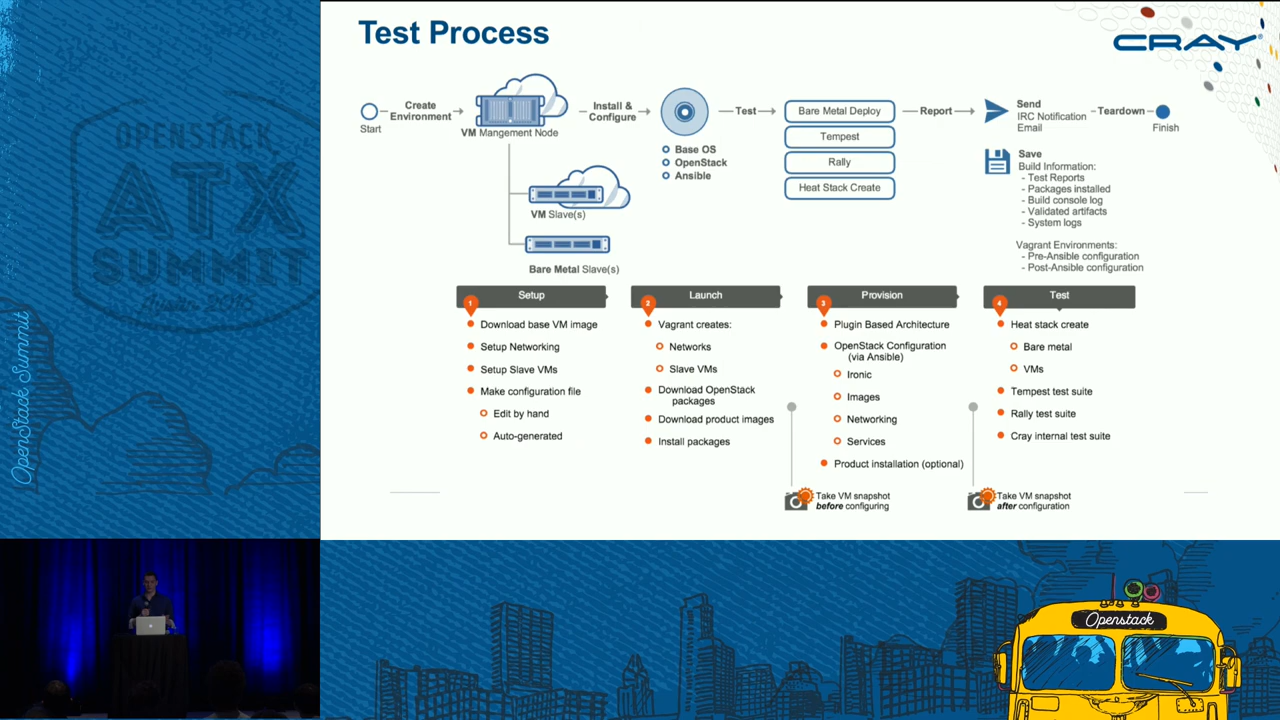 Test Process
CRAY
Create
Environment
Start
VM Mangement Node
VM Slave(s)
Bare Metal Slave(s)
Install &
Configure
Base OS
OpenStack
Ansible
Test
Bare Metal Deploy
Tempest
Rally
Heat Stack Create
Report
Send
IRC Notification
Email
Teardown
Finish
Save
Build Information:
- Test Reports
- Packages installed
- Build console log
- Validated artifacts
- System logs
Vagrant Environments:
- Pre-Ansible configuration
- Post-Ansible configuration
Setup
1
Download base VM image
Setup Networking
Setup Slave VMs
Make configuration file
Edit by hand
Auto-generated
Launch
2
Vagrant creates:
Networks
Slave VMs
Download OpenStack
packages
Download product images
Install packages
Provision
3
Plugin Based Architecture
OpenStack Configuration
(via Ansible)
Ironic
Images
Networking
Services
Product installation (optional)
Test
4
Heat stack create
Bare metal
VMs
Tempest test suite
Rally test suite
Cray internal test suite
Take VM snapshot
before configuring
Take VM snapshot
after configuration
OPENSTACK
ATX
SUMMIT
OpenStack Summit
Openstack